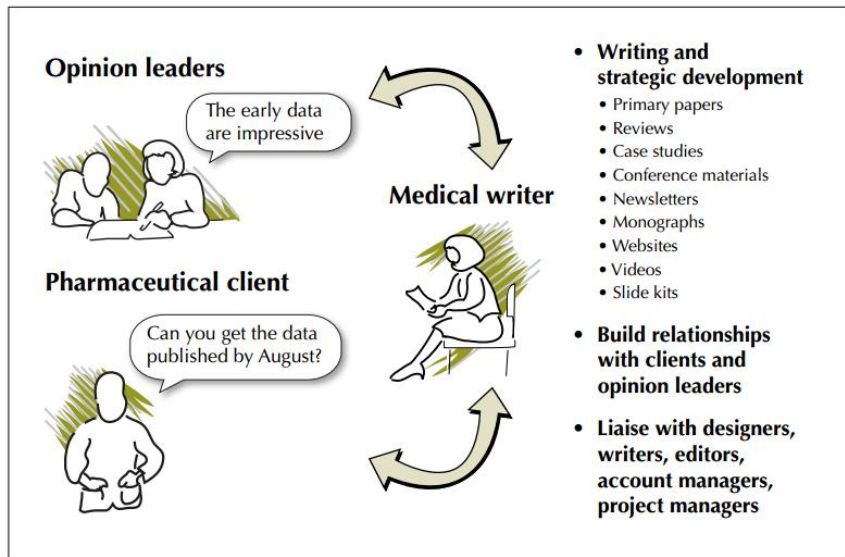 Opinion leaders
The early data
are impressive
Pharmaceutical client
Can you get the data
published by August?
Medical writer
• Writing and
strategic development
• Primary papers
• Reviews
• Case studies
• Conference materials
• Newsletters
• Monographs
• Websites
• Videos
• Slide kits
• Build relationships
with clients and
opinion leaders
• Liaise with designers,
writers, editors,
account managers,
project managers